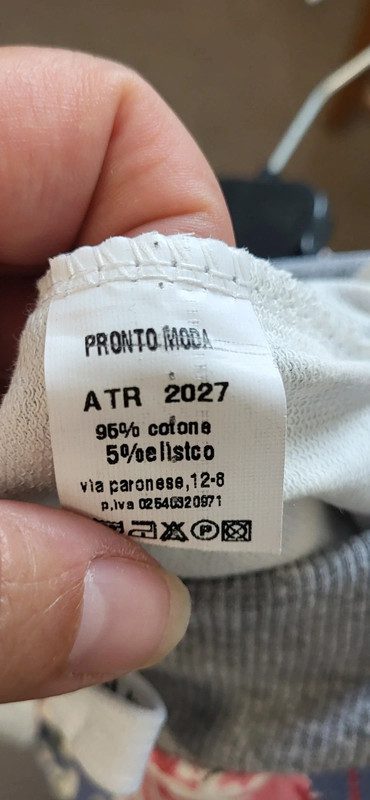 PRONTO MODA
ATR 2027
95% cotone
5%elistco
via paronese,12-8
p.iva 02546320971